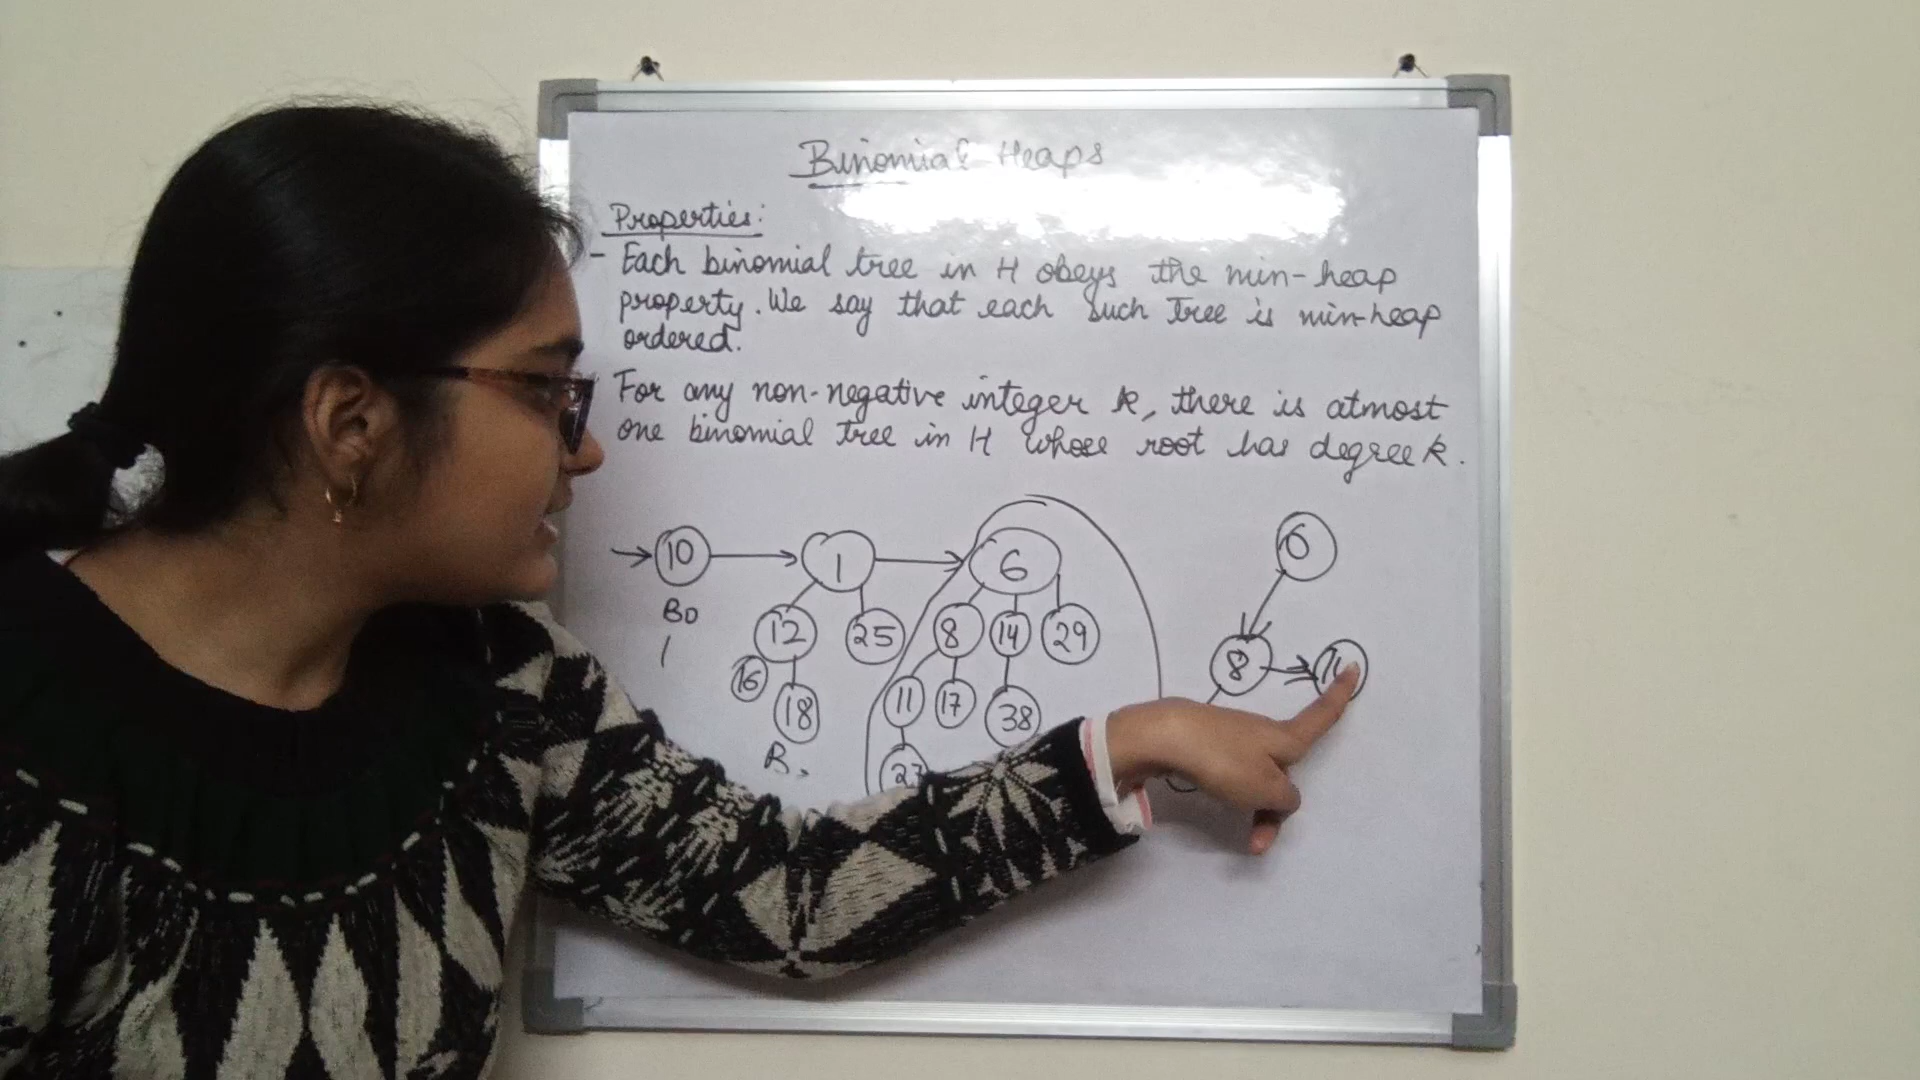 Binomial Heaps
Properties:
- Each binomial tree in H obeys the min-heap
property. We say that each such tree is min-heap
ordered.
For any non-negative integer k, there is atmost
one binomial tree in H whose root has degree k.
10 1 6 6
B0
12 25 8 14 29
8
16 18 11 17 38
27